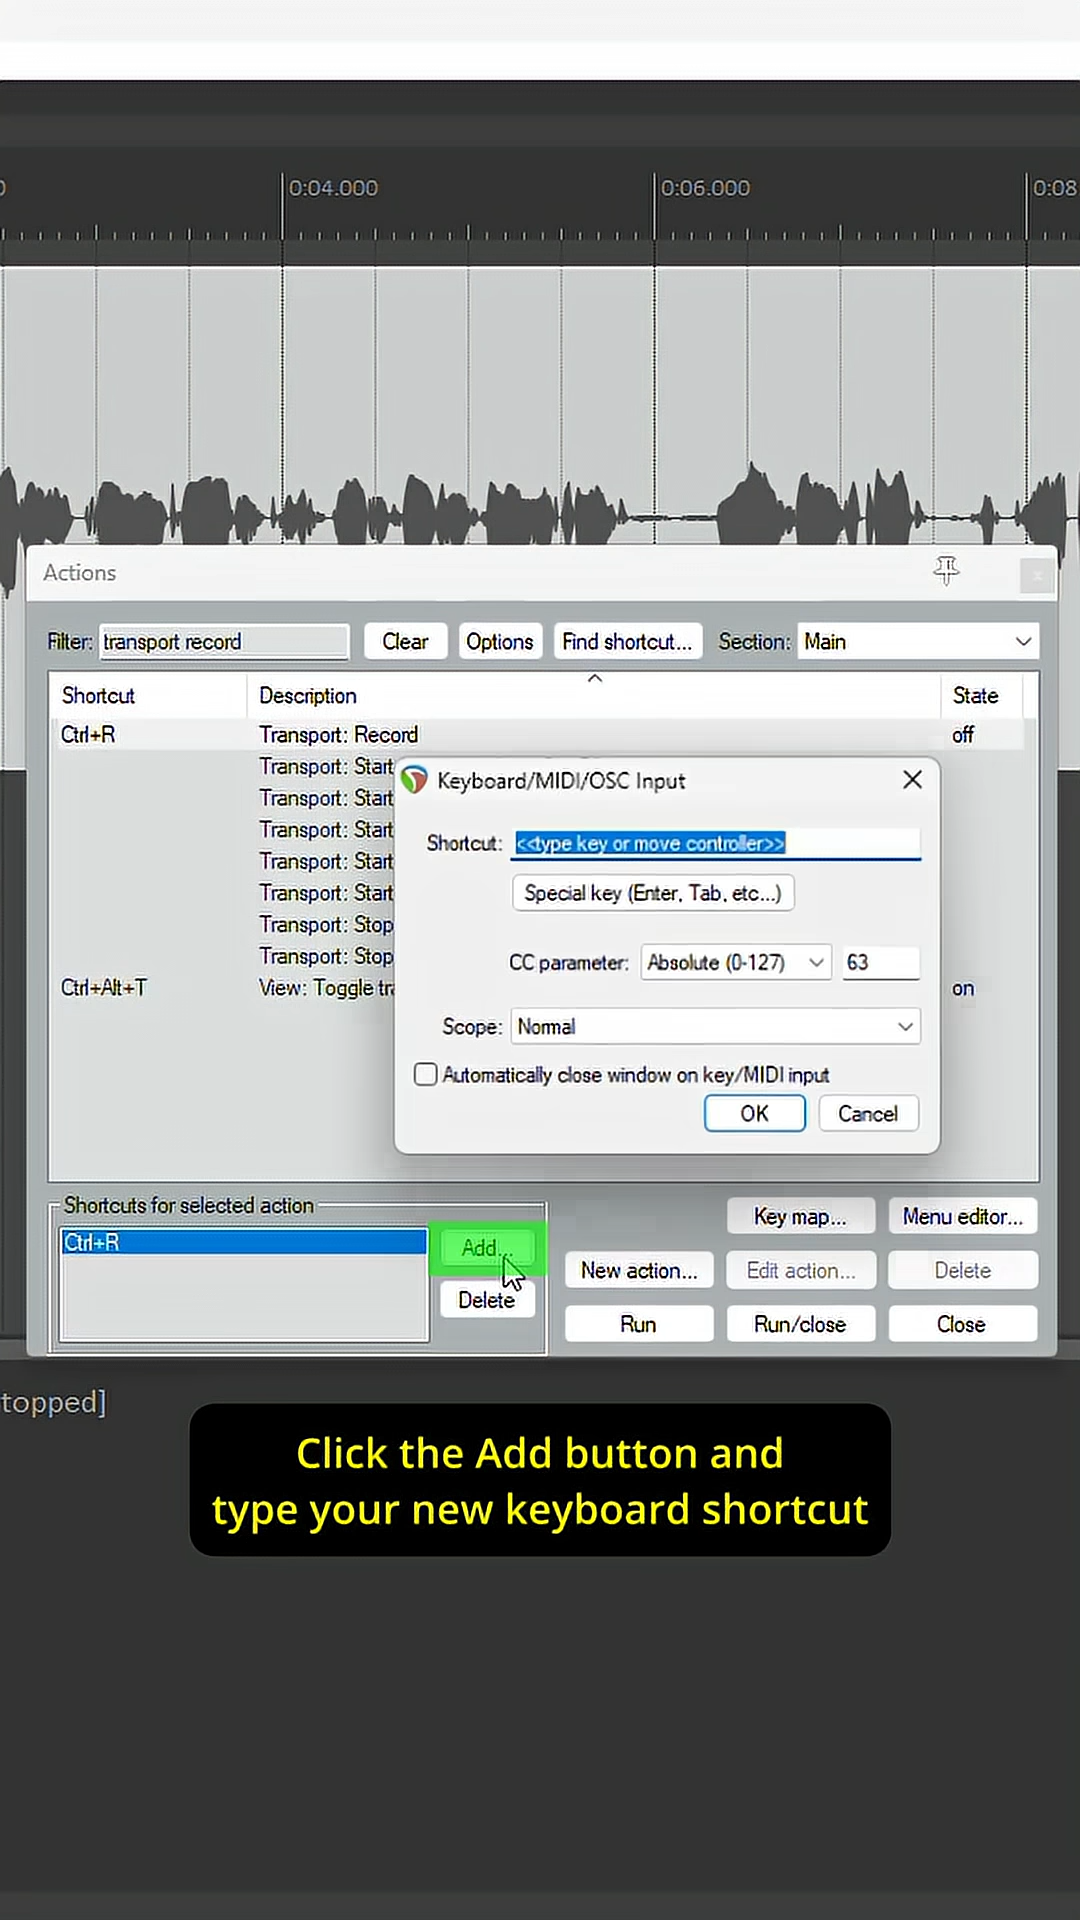 0:04.000
0:06.000
0:08
Actions
Filter: transport record Clear Options Find shortcut... Section: Main
Shortcut Description State
Ctrl+R Transport: Record off
Transport: Start
Transport: Start
Transport: Start
Transport: Start
Transport: Start
Transport: Stop
Transport: Stop
Ctrl+Alt+T View: Toggle tra on
Keyboard/MIDI/OSC Input
Shortcut: <<type key or move controller>>
Special key (Enter, Tab, etc...)
CC parameter: Absolute (0-127) 63
Scope: Normal
Automatically close window on key/MIDI input
OK Cancel
Shortcuts for selected action
Ctrl+R
Add...
Delete
Key map... Menu editor...
New action... Edit action... Delete
Run Run/close Close
topped]
Click the Add button and
type your new keyboard shortcut